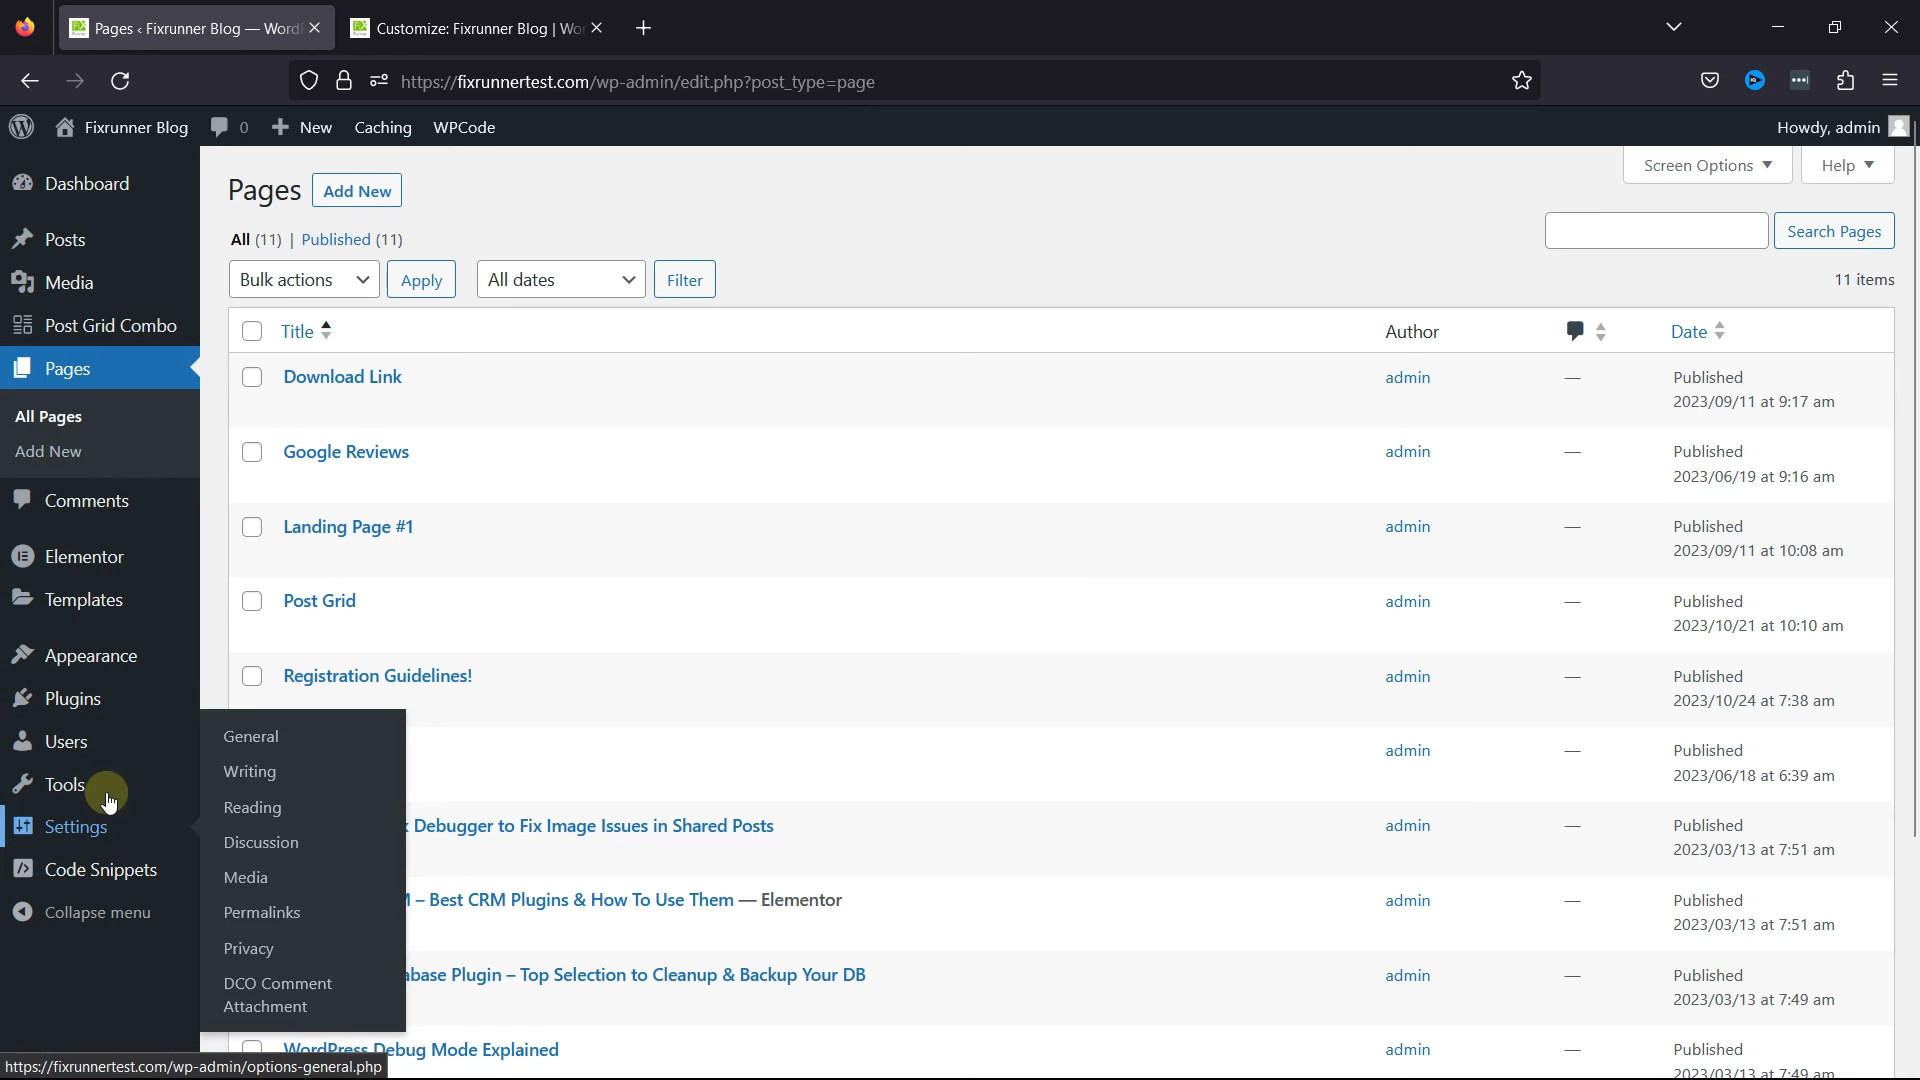 Pages ‹ Fixrunner Blog — Word
Customize: Fixrunner Blog | Wo
https://fixrunnertest.com/wp-admin/edit.php?post_type=page
Fixrunner Blog
0
New
Caching
WPCode
Howdy, admin
Dashboard
Posts
Media
Post Grid Combo
Pages
All Pages
Add New
Comments
Elementor
Templates
Appearance
Plugins
Users
Tools
Settings
Code Snippets
Collapse menu
General
Writing
Reading
Discussion
Media
Permalinks
Privacy
DCO Comment
Attachment
Pages Add New
Screen Options
Help
All (11) | Published (11)
Search Pages
Bulk actions
Apply
All dates
Filter
11 items
Title Author Date
Download Link admin — Published
2023/09/11 at 9:17 am
Google Reviews admin — Published
2023/06/19 at 9:16 am
Landing Page #1 admin — Published
2023/09/11 at 10:08 am
Post Grid admin — Published
2023/10/21 at 10:10 am
Registration Guidelines! admin — Published
2023/10/24 at 7:38 am
admin — Published
2023/06/18 at 6:39 am
Debugger to Fix Image Issues in Shared Posts admin — Published
2023/03/13 at 7:51 am
– Best CRM Plugins & How To Use Them — Elementor admin — Published
2023/03/13 at 7:51 am
Plugin – Top Selection to Cleanup & Backup Your DB admin — Published
2023/03/13 at 7:49 am
WordPress Debug Mode Explained admin — Published
2023/03/13 at 7:49 am
https://fixrunnertest.com/wp-admin/options-general.php